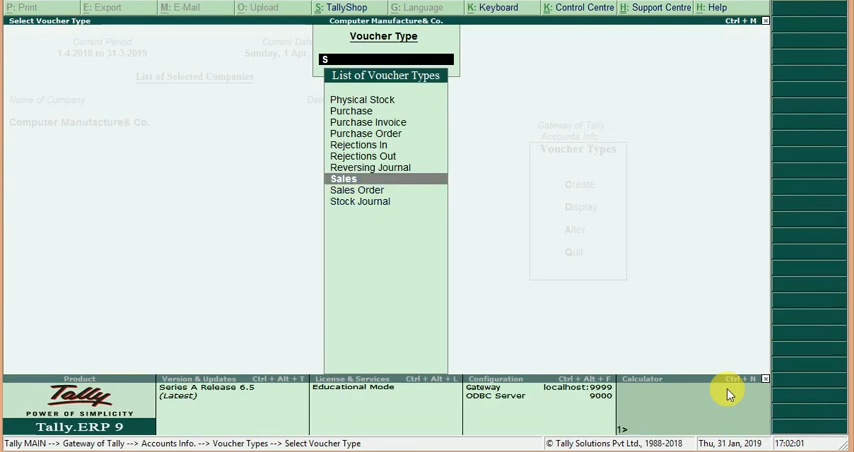 P: Print E: Export M: E-Mail O: Upload S: TallyShop G: Language K: Keyboard K: Control Centre H: Support Centre H: Help
Select Voucher Type Computer Manufacture& Co. Ctrl + M x
Current Period Current Date
1-4-2018 to 31-3-2019 Sunday, 1 Apr,
List of Selected Companies
Name of Company
Computer Manufacture& Co.
Voucher Type
S
List of Voucher Types
Physical Stock
Purchase
Purchase Invoice
Purchase Order
Rejections In
Rejections Out
Reversing Journal
Sales
Sales Order
Stock Journal
Gateway of Tally
Accounts Info.
Voucher Types
Create
Display
Alter
Quit
Product Version & Updates Ctrl + Alt + T License & Services Ctrl + Alt + L Configuration Ctrl + Alt + F Calculator Ctrl + N x
Tally
POWER OF SIMPLICITY
Tally.ERP 9
Series A Release 6.5
(Latest)
Educational Mode
Gateway localhost:9999
ODBC Server 9000
1>
Tally MAIN --> Gateway of Tally --> Accounts Info. --> Voucher Types --> Select Voucher Type © Tally Solutions Pvt Ltd., 1988-2018 Thu, 31 Jan, 2019 17:02:01